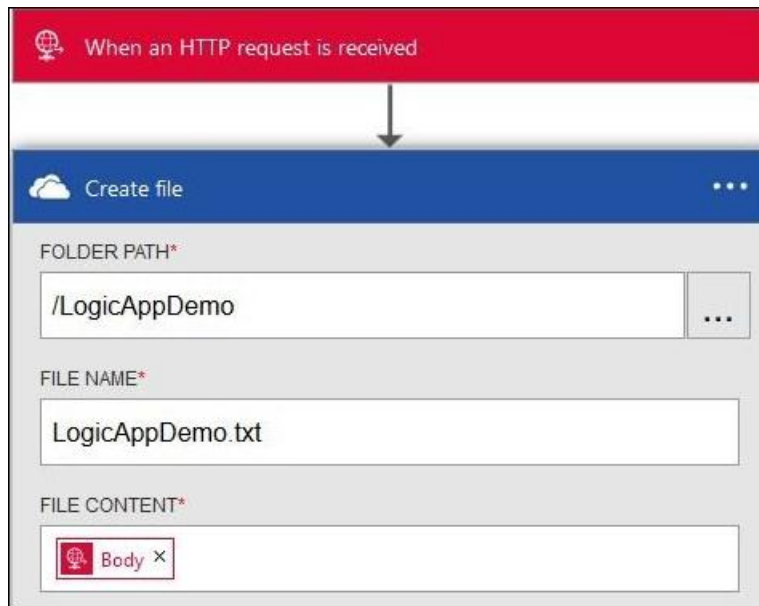 When an HTTP request is received
Create file
...
FOLDER PATH*
/LogicAppDemo
...
FILE NAME*
LogicAppDemo.txt
FILE CONTENT*
Body ×